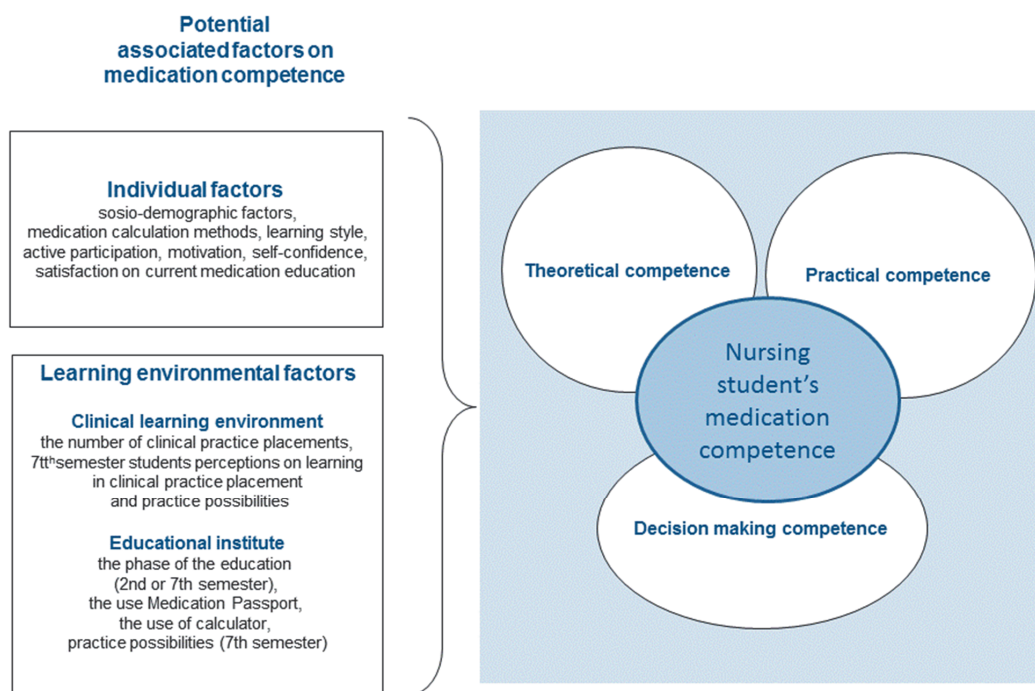 Potential
associated factors on
medication competence
Individual factors
sosio-demographic factors,
medication calculation methods, learning style,
active participation, motivation, self-confidence,
satisfaction on current medication education
Learning environmental factors
Clinical learning environment
the number of clinical practice placements,
7ttʰsemester students perceptions on learning
in clinical practice placement
and practice possibilities
Educational institute
the phase of the education
(2nd or 7th semester),
the use Medication Passport,
the use of calculator,
practice possibilities (7th semester)
Theoretical competence
Practical competence
Nursing
student's
medication
competence
Decision making competence